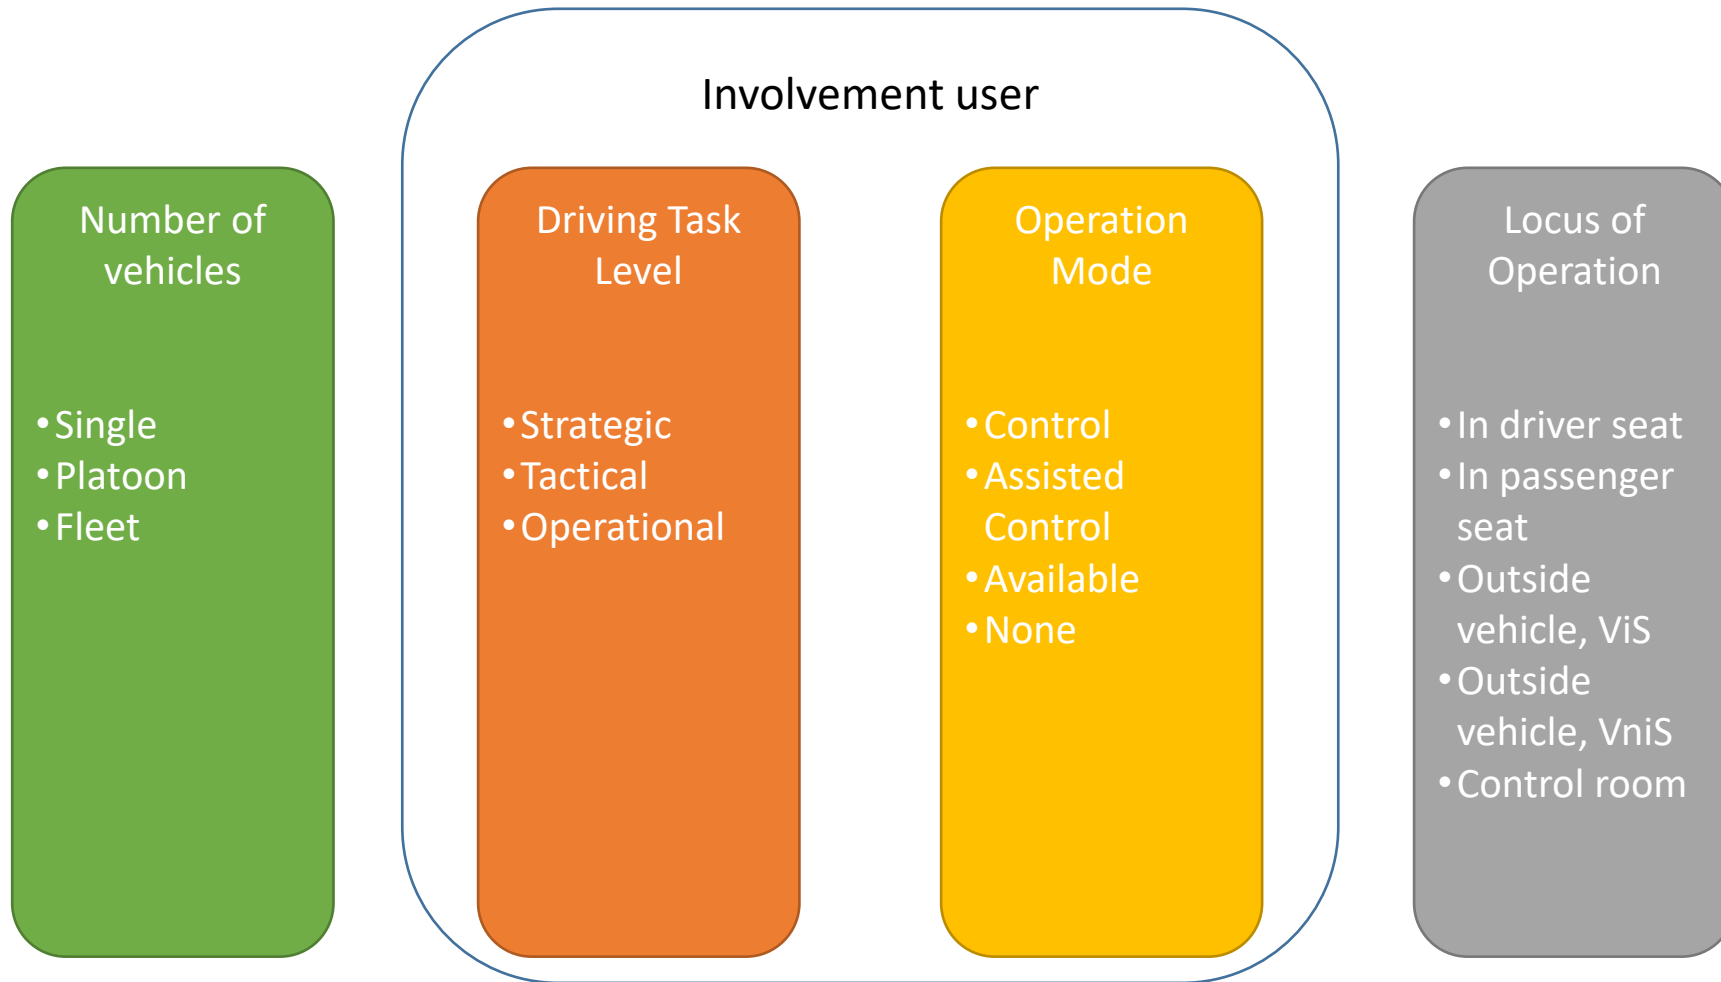 Involvement user
Number of
vehicles
• Single
• Platoon
• Fleet
Driving Task
Level
• Strategic
• Tactical
• Operational
Operation
Mode
• Control
• Assisted
Control
• Available
• None
Locus of
Operation
• In driver seat
• In passenger
seat
• Outside
vehicle, ViS
• Outside
vehicle, VniS
• Control room